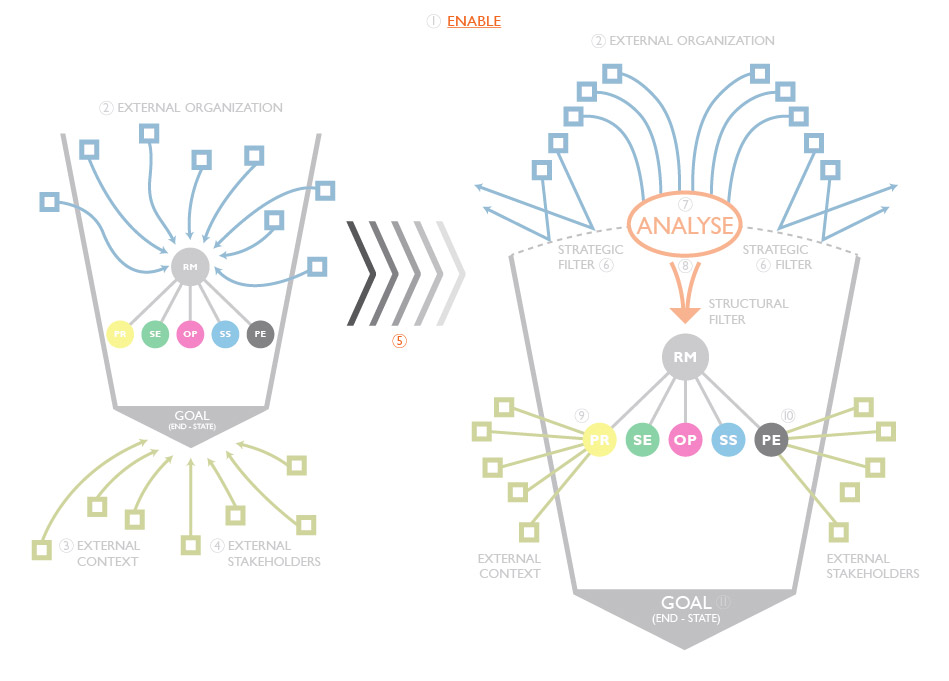 ① ENABLE
② EXTERNAL ORGANIZATION
RM
PR SE OP SS PE
GOAL
(END - STATE)
③ EXTERNAL
CONTEXT
④ EXTERNAL
STAKEHOLDERS
⑤
② EXTERNAL ORGANIZATION
⑦
ANALYSE
STRATEGIC
FILTER ⑥
⑧
STRATEGIC
⑥ FILTER
STRUCTURAL
FILTER
RM
⑨
⑩
PR SE OP SS PE
EXTERNAL
CONTEXT
EXTERNAL
STAKEHOLDERS
GOAL ⑪
(END - STATE)